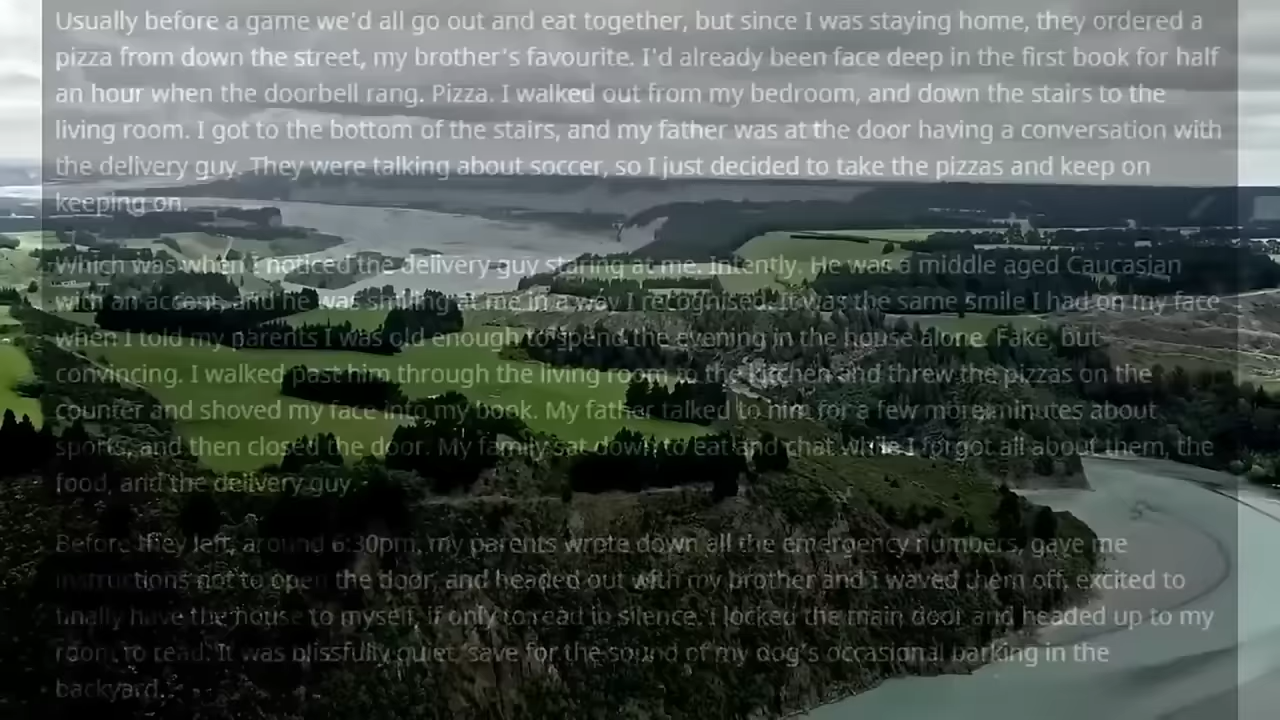 Usually before a game we'd all go out and eat together, but since I was staying home, they ordered a
pizza from down the street, my brother's favourite. I'd already been face deep in the first book for half
an hour when the doorbell rang. Pizza. I walked out from my bedroom, and down the stairs to the
living room. I got to the bottom of the stairs, and my father was at the door having a conversation with
the delivery guy. They were talking about soccer, so I just decided to take the pizzas and keep on
keeping on.
Which was when I noticed the delivery guy staring at me. Intently. He was a middle aged Caucasian
with an accent, and he was smiling at me in a way I recognised. It was the same smile I had on my face
when I told my parents I was old enough to spend the evening in the house alone. Fake, but
convincing. I walked past him through the living room to the kitchen and threw the pizzas on the
counter and shoved my face into my book. My father talked to him for a few more minutes about
sports, and then closed the door. My family sat down to eat and chat while I forgot all about them, the
food, and the delivery guy.
Before they left, around 6:30pm, my parents wrote down all the emergency numbers, gave me
instructions not to open the door, and headed out with my brother and I waved them off, excited to
finally have the house to myself, if only to read in silence. I locked the main door and headed up to my
room to read. It was blissfully quiet, save for the sound of my dog's occasional barking in the
backyard.